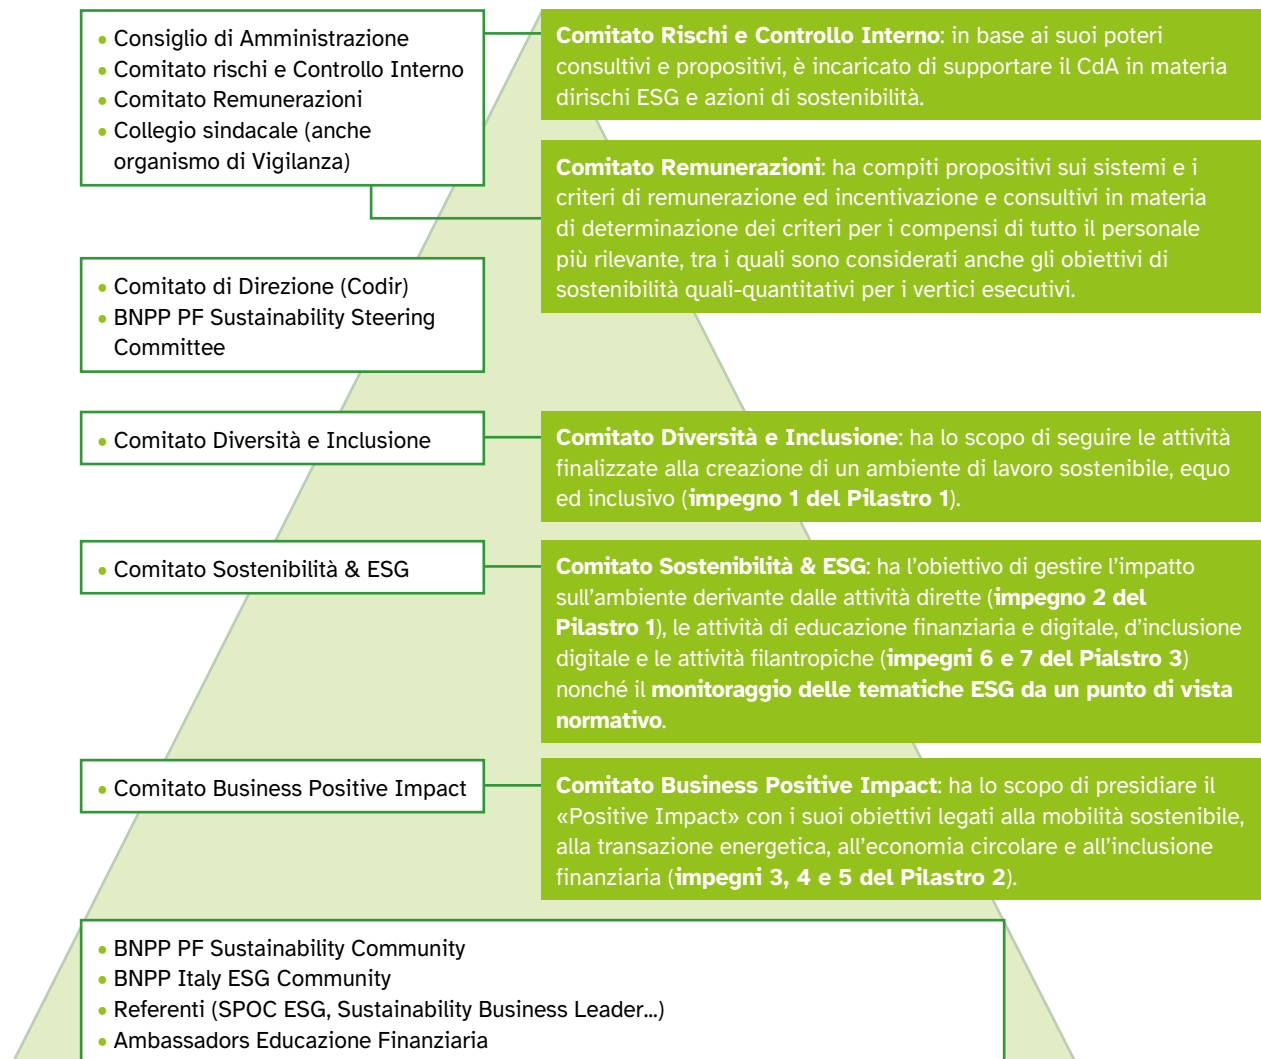 • Consiglio di Amministrazione
• Comitato rischi e Controllo Interno
• Comitato Remunerazioni
• Collegio sindacale (anche
organismo di Vigilanza)
Comitato Rischi e Controllo Interno: in base ai suoi poteri
consultivi e propositivi, è incaricato di supportare il CdA in materia
dirischi ESG e azioni di sostenibilità.
Comitato Remunerazioni: ha compiti propositivi sui sistemi e i
criteri di remunerazione ed incentivazione e consultivi in materia
di determinazione dei criteri per i compensi di tutto il personale
più rilevante, tra i quali sono considerati anche gli obiettivi di
sostenibilità quali-quantitativi per i vertici esecutivi.
• Comitato di Direzione (Codir)
• BNPP PF Sustainability Steering
Committee
• Comitato Diversità e Inclusione
Comitato Diversità e Inclusione: ha lo scopo di seguire le attività
finalizzate alla creazione di un ambiente di lavoro sostenibile, equo
ed inclusivo (impegno 1 del Pilastro 1).
• Comitato Sostenibilità & ESG
Comitato Sostenibilità & ESG: ha l'obiettivo di gestire l'impatto
sull'ambiente derivante dalle attività dirette (impegno 2 del
Pilastro 1), le attività di educazione finanziaria e digitale, d'inclusione
digitale e le attività filantropiche (impegni 6 e 7 del Pialstro 3)
nonché il monitoraggio delle tematiche ESG da un punto di vista
normativo.
• Comitato Business Positive Impact
Comitato Business Positive Impact: ha lo scopo di presidiare il
«Positive Impact» con i suoi obiettivi legati alla mobilità sostenibile,
alla transazione energetica, all'economia circolare e all'inclusione
finanziaria (impegni 3, 4 e 5 del Pilastro 2).
• BNPP PF Sustainability Community
• BNPP Italy ESG Community
• Referenti (SPOC ESG, Sustainability Business Leader...)
• Ambassadors Educazione Finanziaria